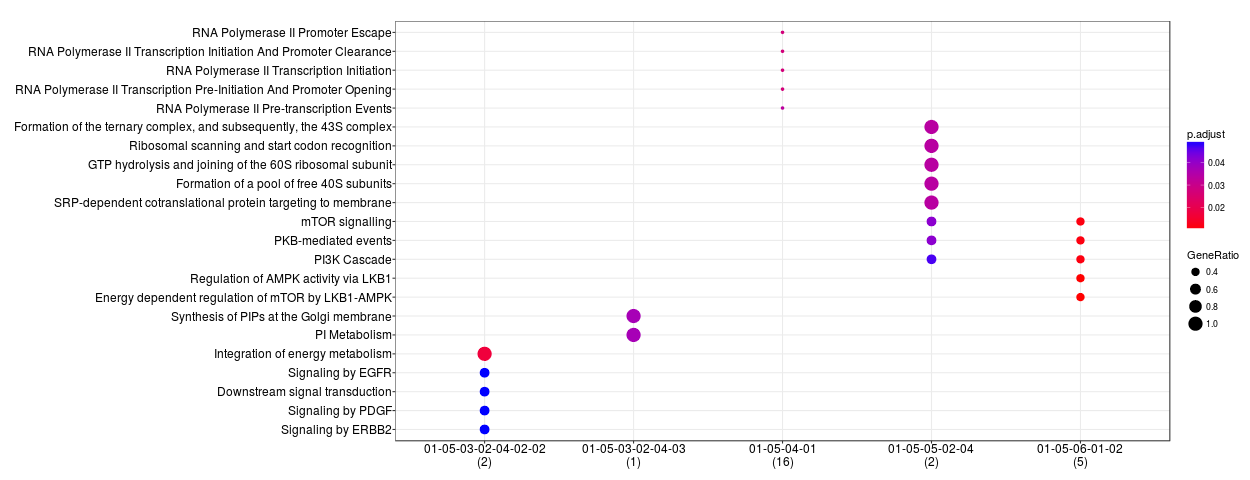 RNA Polymerase II Promoter Escape
RNA Polymerase II Transcription Initiation And Promoter Clearance
RNA Polymerase II Transcription Initiation
RNA Polymerase II Transcription Pre-Initiation And Promoter Opening
RNA Polymerase II Pre-transcription Events
Formation of the ternary complex, and subsequently, the 43S complex
Ribosomal scanning and start codon recognition
GTP hydrolysis and joining of the 60S ribosomal subunit
Formation of a pool of free 40S subunits
SRP-dependent cotranslational protein targeting to membrane
mTOR signalling
PKB-mediated events
PI3K Cascade
Regulation of AMPK activity via LKB1
Energy dependent regulation of mTOR by LKB1-AMPK
Synthesis of PIPs at the Golgi membrane
PI Metabolism
Integration of energy metabolism
Signaling by EGFR
Downstream signal transduction
Signaling by PDGF
Signaling by ERBB2
01-05-03-02-04-02-02 01-05-03-02-04-03 01-05-04-01 01-05-05-02-04 01-05-06-01-02
(2) (1) (16) (2) (5)
p.adjust
0.04
0.03
0.02
GeneRatio
0.4
0.6
0.8
1.0